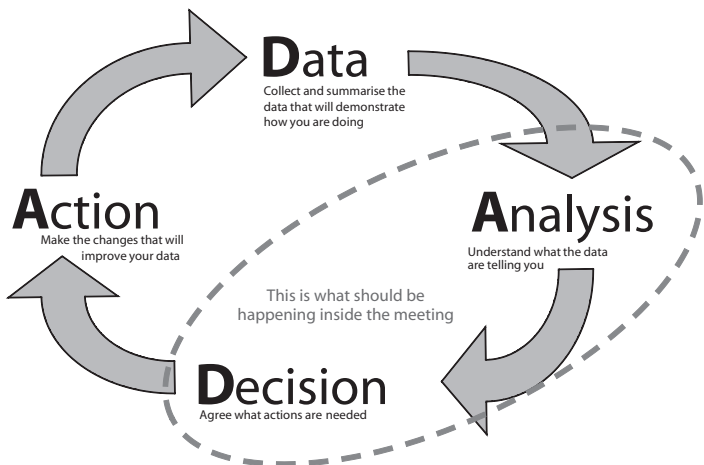 Data
Collect and summarise the
data that will demonstrate
how you are doing
Analysis
Understand what the data
are telling you
This is what should be
happening inside the meeting
Decision
Agree what actions are needed
Action
Make the changes that will
improve your data